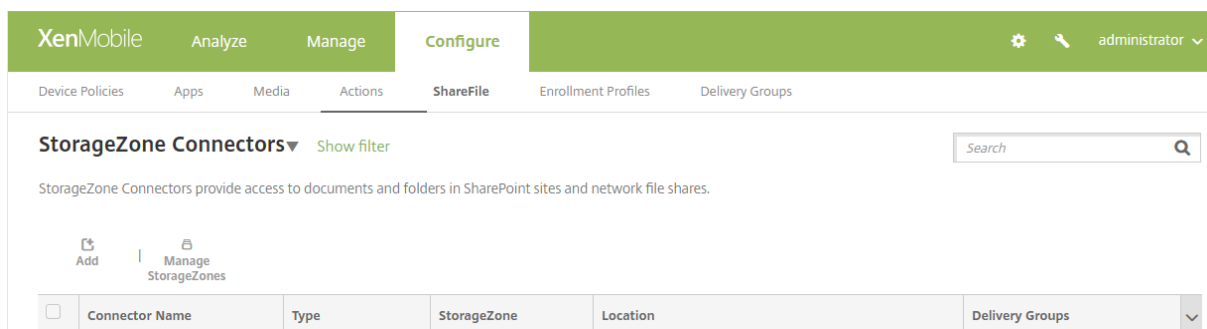 XenMobile Analyze Manage Configure administrator
Device Policies Apps Media Actions ShareFile Enrollment Profiles Delivery Groups
StorageZone Connectors Show filter Search
StorageZone Connectors provide access to documents and folders in SharePoint sites and network file shares.
Add | Manage
StorageZones
Connector Name Type StorageZone Location Delivery Groups